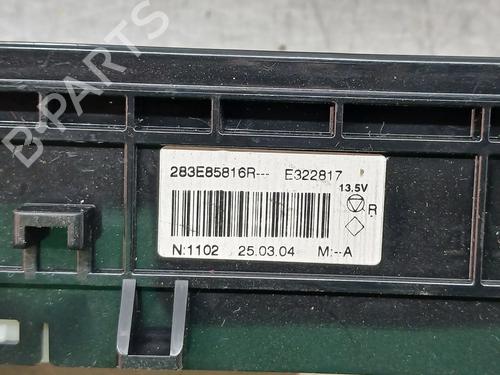 B-PARTS
283E85816R--- E322817
13.5V
R
N:1102 25.03.04 M:--A